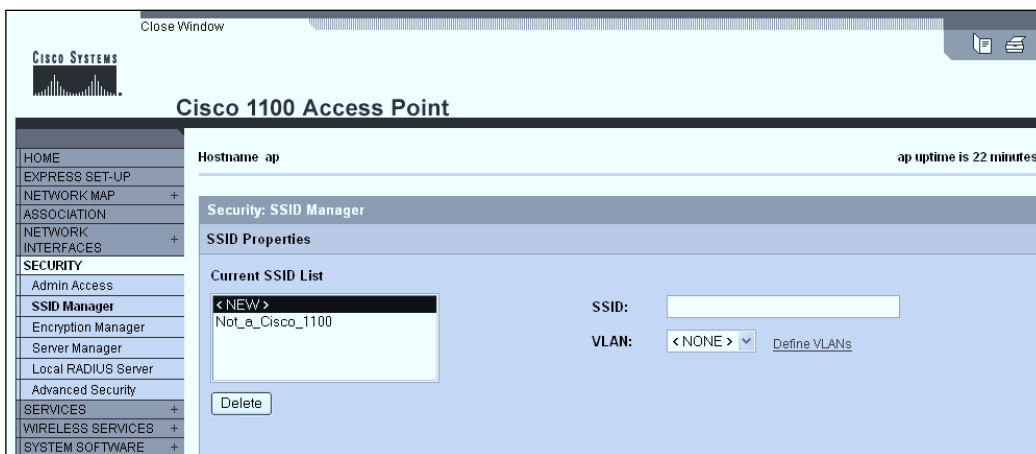 Close Window
CISCO SYSTEMS
Cisco 1100 Access Point
HOME
EXPRESS SET-UP
NETWORK MAP +
ASSOCIATION
NETWORK
INTERFACES +
SECURITY
Admin Access
SSID Manager
Encryption Manager
Server Manager
Local RADIUS Server
Advanced Security
SERVICES +
WIRELESS SERVICES +
SYSTEM SOFTWARE +
Hostname ap
ap uptime is 22 minutes
Security: SSID Manager
SSID Properties
Current SSID List
< NEW >
Not_a_Cisco_1100
Delete
SSID:
VLAN: < NONE > Define VLANs